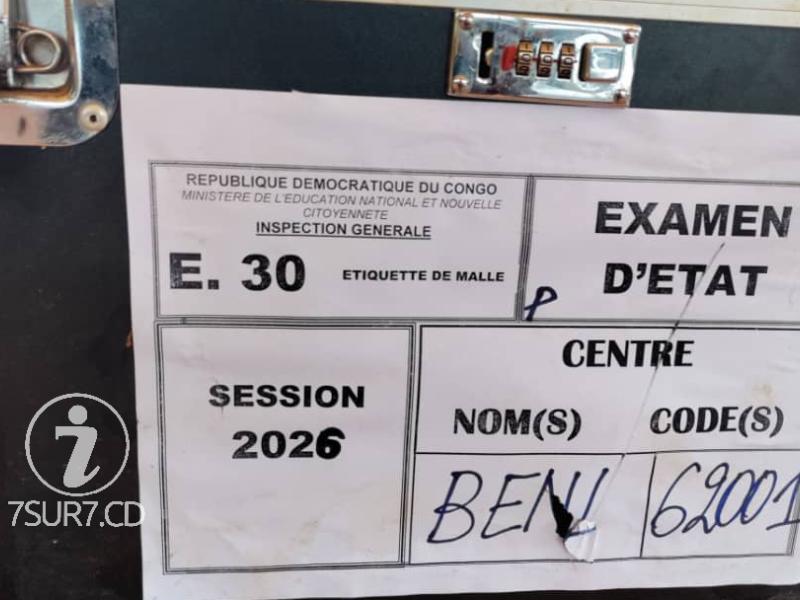 REPUBLIQUE DEMOCRATIQUE DU CONGO
MINISTERE DE L'EDUCATION NATIONAL ET NOUVELLE
CITOYENNETE
INSPECTION GENERALE
E. 30 ETIQUETTE DE MALLE
EXAMEN
D'ETAT
P
SESSION
2026
CENTRE
NOM(S) CODE(S)
BENI 62001
i
7SUR7.CD